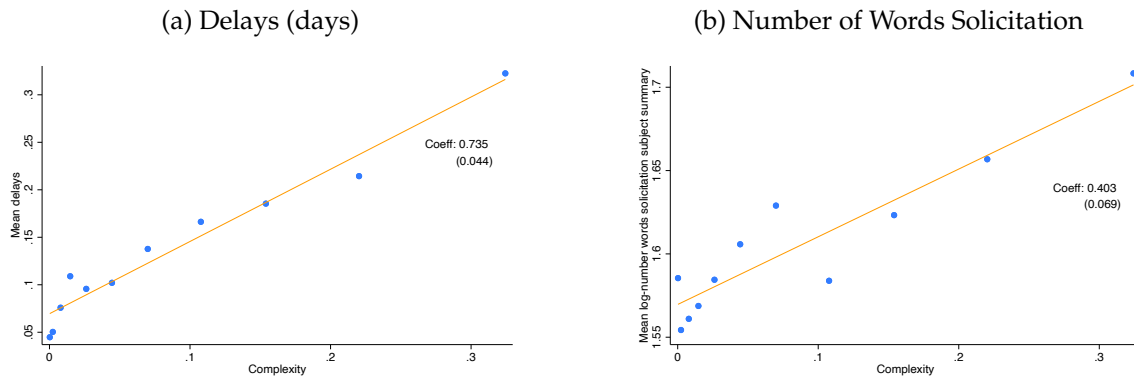 (a) Delays (days)
Mean delays
.05
.1
.15
.2
.25
.3
Coeff: 0.735
(0.044)
0
.1
.2
.3
Complexity
(b) Number of Words Solicitation
Mean log-number words solicitation subject summary
1.55
1.6
1.65
1.7
Coeff: 0.403
(0.069)
0
.1
.2
.3
Complexity